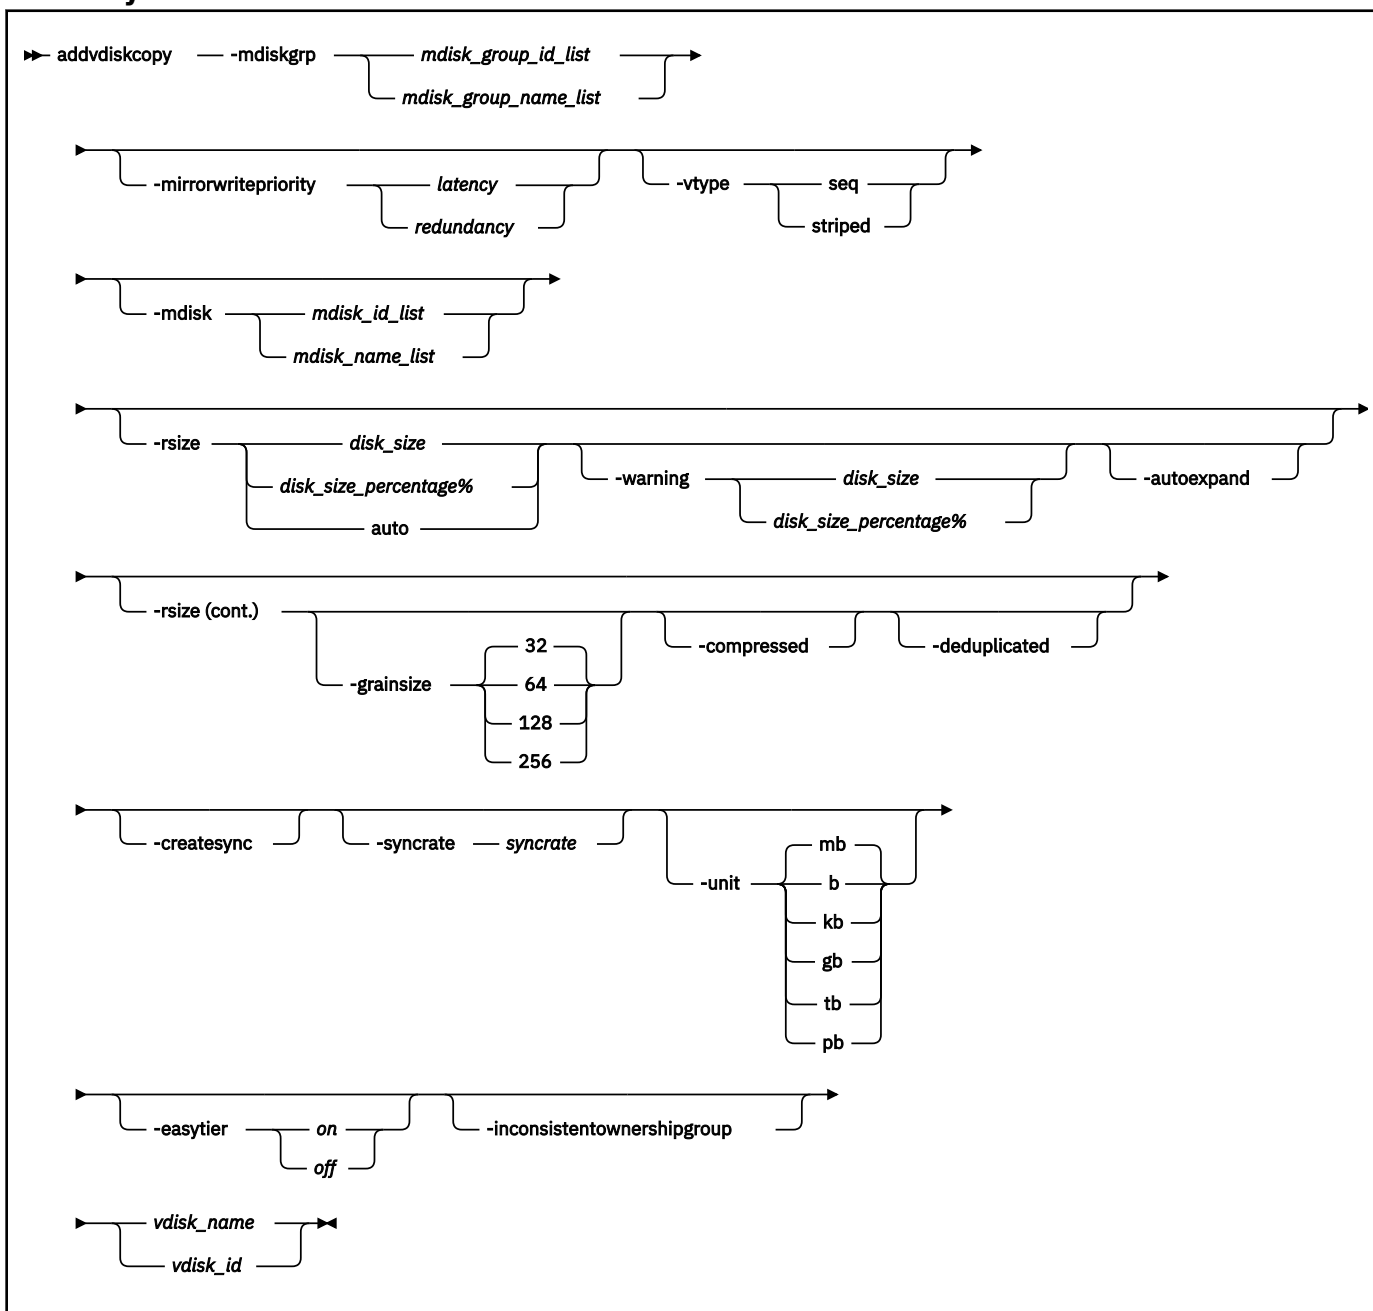 addvdiskcopy -mdiskgrp mdisk_group_id_list
mdisk_group_name_list
-mirrorwritepriority latency -vtype seq
redundancy striped
-mdisk mdisk_id_list
mdisk_name_list
-rsize disk_size
disk_size_percentage% -warning disk_size -autoexpand
auto disk_size_percentage%
-rsize (cont.)
32 -compressed -deduplicated
-grainsize 64
128
256
-createsync -syncrate syncrate mb
-unit b
kb
gb
tb
pb
-easytier on -inconsistentownershipgroup
off
vdisk_name
vdisk_id